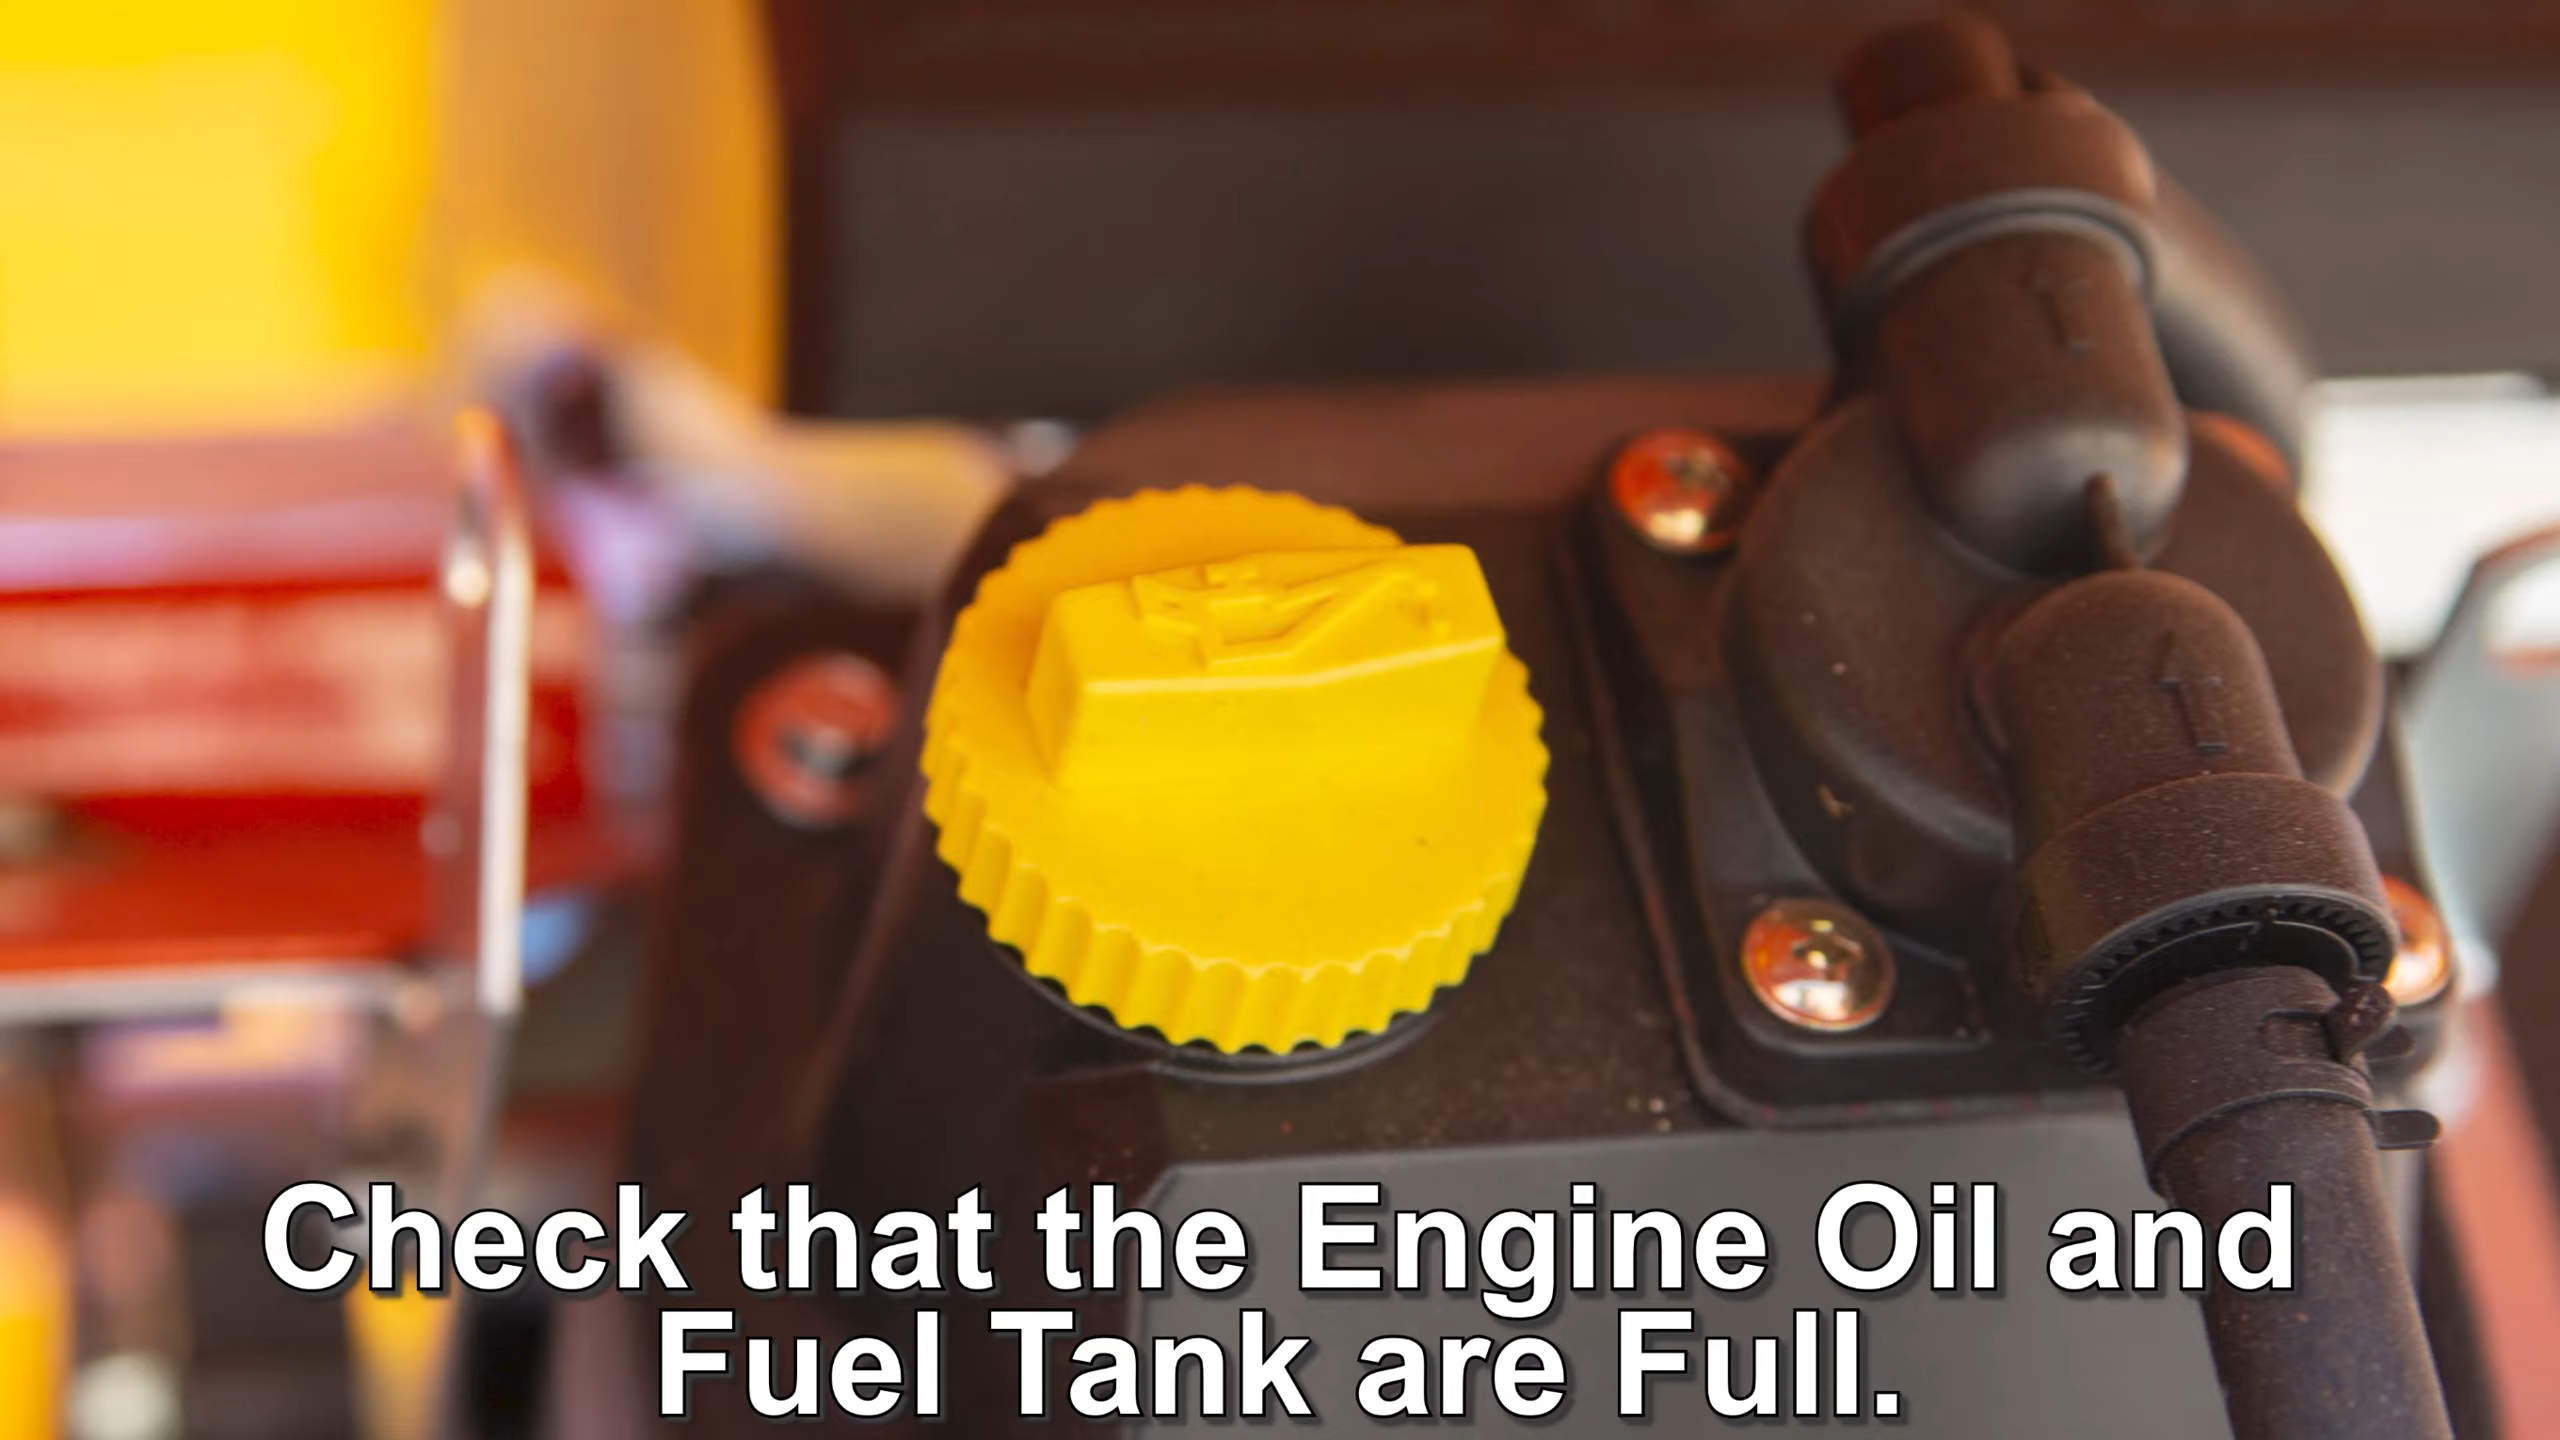 Check that the Engine Oil and
Fuel Tank are Full.